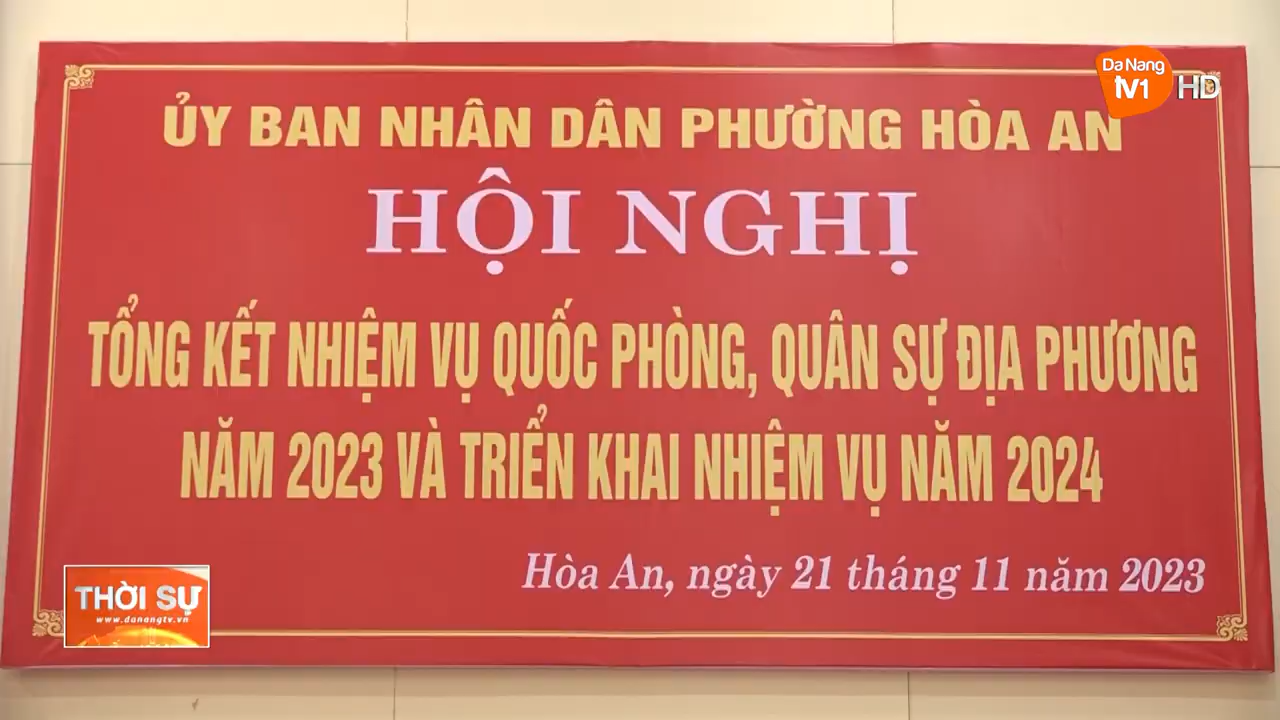 Da Nang
tv1 HD
ỦY BAN NHÂN DÂN PHƯỜNG HÒA AN
HỘI NGHỊ
TỔNG KẾT NHIỆM VỤ QUỐC PHÒNG, QUÂN SỰ ĐỊA PHƯƠNG
NĂM 2023 VÀ TRIỂN KHAI NHIỆM VỤ NĂM 2024
Hòa An, ngày 21 tháng 11 năm 2023
THỜI SỰ
www.danangtv.vn